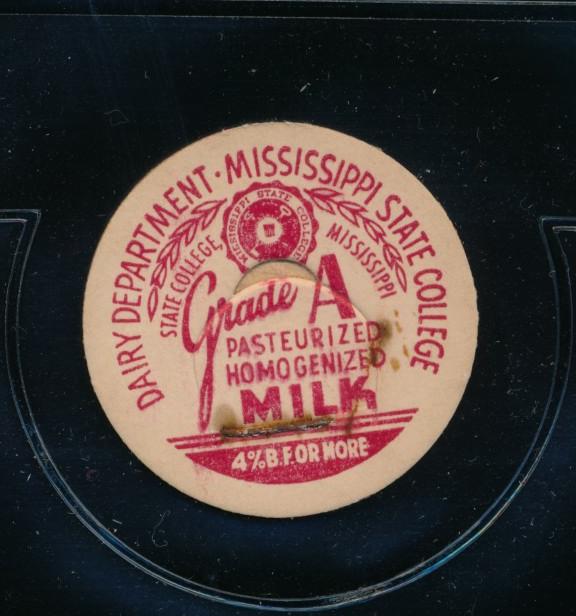 DAIRY DEPARTMENT · MISSISSIPPI STATE COLLEGE
MISSISSIPPI STATE COLLEGE
STATE COLLEGE, MISSISSIPPI
Grade A
PASTEURIZED
HOMOGENIZED
MILK
4% B.F. OR MORE